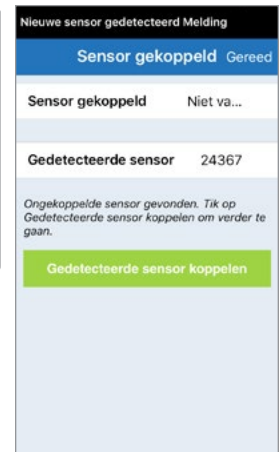 Nieuwe sensor gedetecteerd Melding
Sensor gekoppeld Gereed
Sensor gekoppeld Niet va...
Gedetecteerde sensor 24367
Ongekoppelde sensor gevonden. Tik op
Gedetecteerde sensor koppelen om verder te
gaan.
Gedetecteerde sensor koppelen